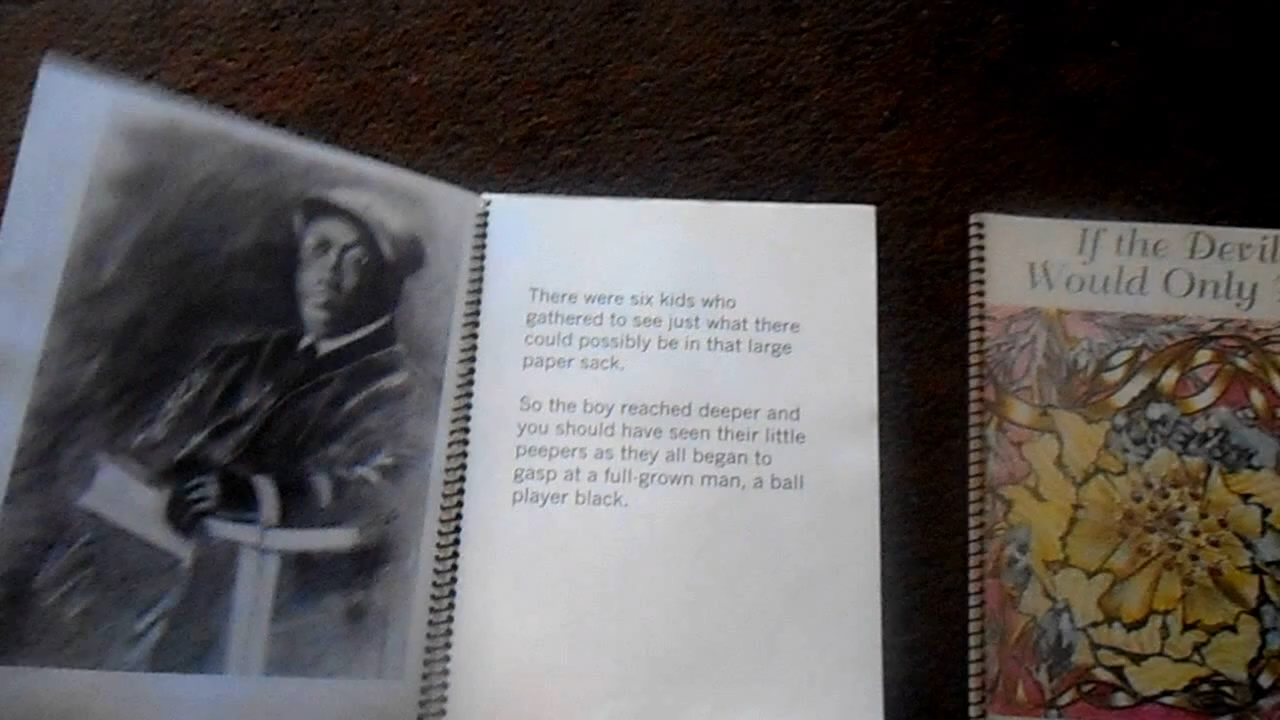 There were six kids who
gathered to see just what there
could possibly be in that large
paper sack.
So the boy reached deeper and
you should have seen their little
peepers as they all began to
gasp at a full-grown man, a ball
player black.
If the Devil
Would Only